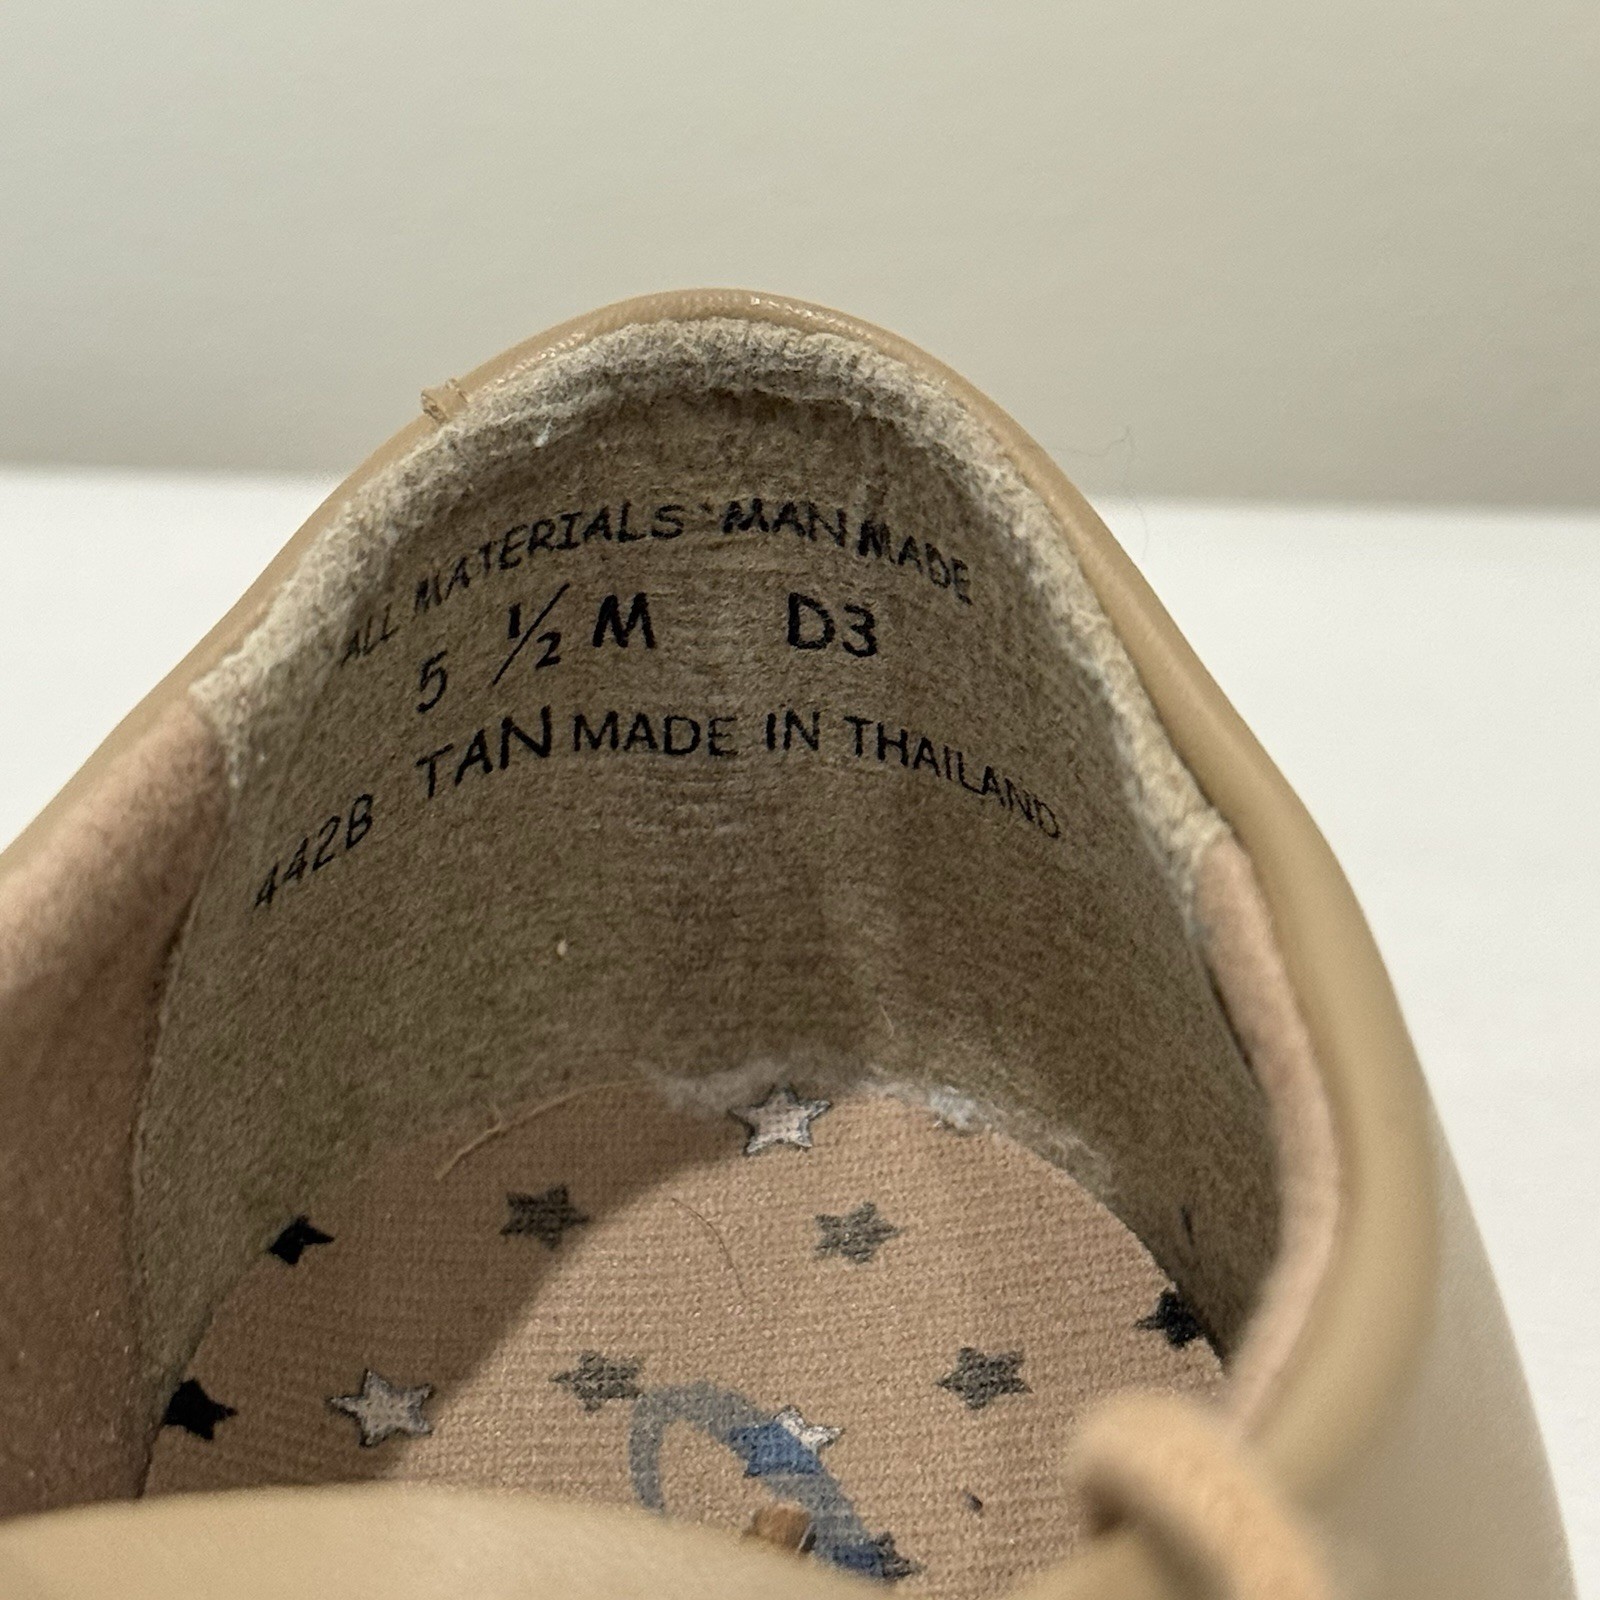 ALL MATERIALS MAN MADE
5 1/2 M D3
442B TAN MADE IN THAILAND